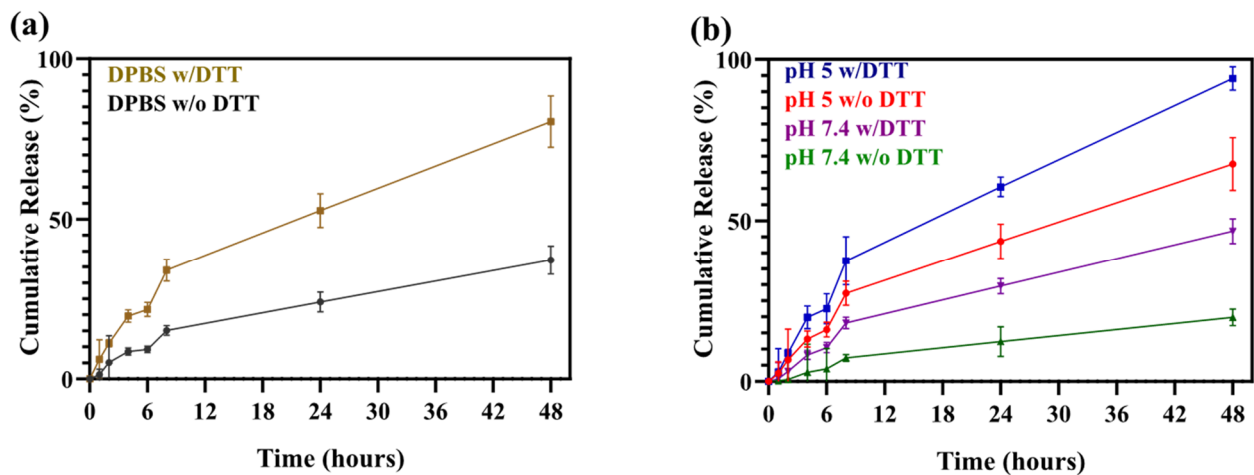 (a)
100
50
0
Cumulative Release (%)
DPBS w/DTT
DPBS w/o DTT
0 6 12 18 24 30 36 42 48
Time (hours)
(b)
100
50
0
Cumulative Release (%)
pH 5 w/DTT
pH 5 w/o DTT
pH 7.4 w/DTT
pH 7.4 w/o DTT
0 6 12 18 24 30 36 42 48
Time (hours)